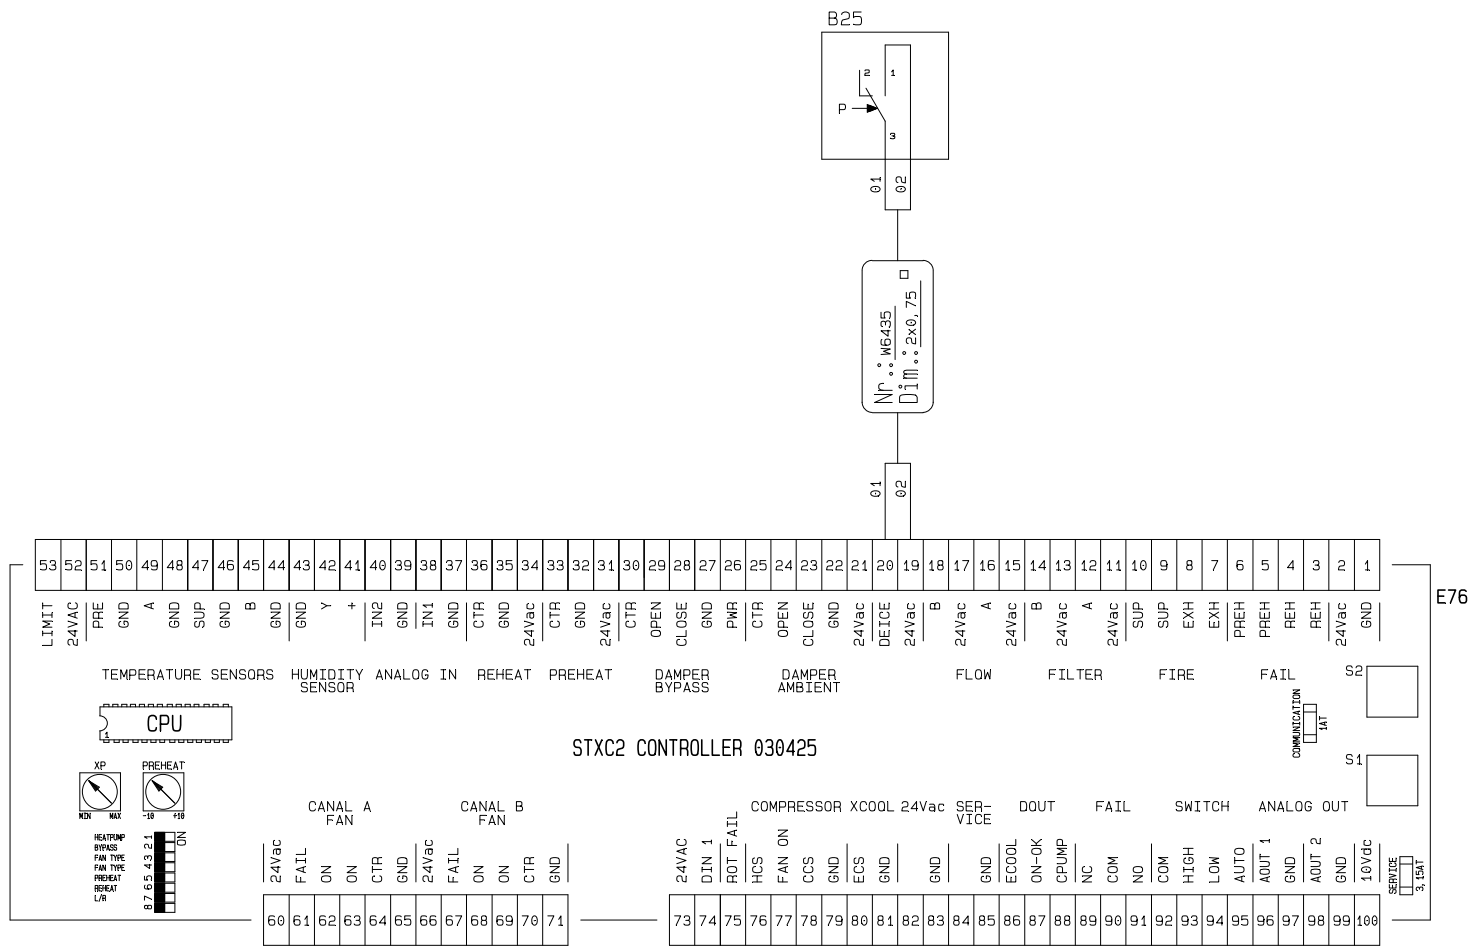 B25
2 1
P
3
01 02
Nr.: W6435
Dim.: 2x0,75
01 02
53 52 51 50 49 48 47 46 45 44 43 42 41 40 39 38 37 36 35 34 33 32 31 30 29 28 27 26 25 24 23 22 21 20 19 18 17 16 15 14 13 12 11 10 9 8 7 6 5 4 3 2 1
E76
LIMIT 24VAC PRE GND A GND SUP GND B GND GND Y + IN2 GND IN1 GND CTR GND 24Vac CTR GND 24Vac CTR OPEN CLOSE GND PWR CTR OPEN CLOSE GND 24Vac DEICE 24Vac B 24Vac A 24Vac B 24Vac A 24Vac SUP SUP EXH EXH PREH PREH REH REH 24Vac GND
TEMPERATURE SENSORS HUMIDITY ANALOG IN REHEAT PREHEAT DAMPER DAMPER FLOW FILTER FIRE FAIL S2
SENSOR BYPASS AMBIENT
COMMUNICATION
1AT
CPU
1
STXC2 CONTROLLER 030425
S1
XP PREHEAT
MIN MAX -10 +10
CANAL A CANAL B COMPRESSOR XCOOL 24Vac SER- DOUT FAIL SWITCH ANALOG OUT
FAN FAN VICE
ON
HEATPUMP 1
BYPASS 2
FAN TYPE 3
FAN TYPE 4
PREHEAT 5
REHEAT 6
L/R 7
8
24Vac FAIL ON ON CTR GND 24Vac FAIL ON ON CTR GND 24VAC DIN 1 ROT FAIL HCS FAN ON CCS GND ECS GND GND GND ECOOL ON-OK CPUMP NC COM NO COM HIGH LOW AUTO AOUT 1 GND AOUT 2 GND 10Vdc
SERVICE
3,15AT
60 61 62 63 64 65 66 67 68 69 70 71 73 74 75 76 77 78 79 80 81 82 83 84 85 86 87 88 89 90 91 92 93 94 95 96 97 98 99 100